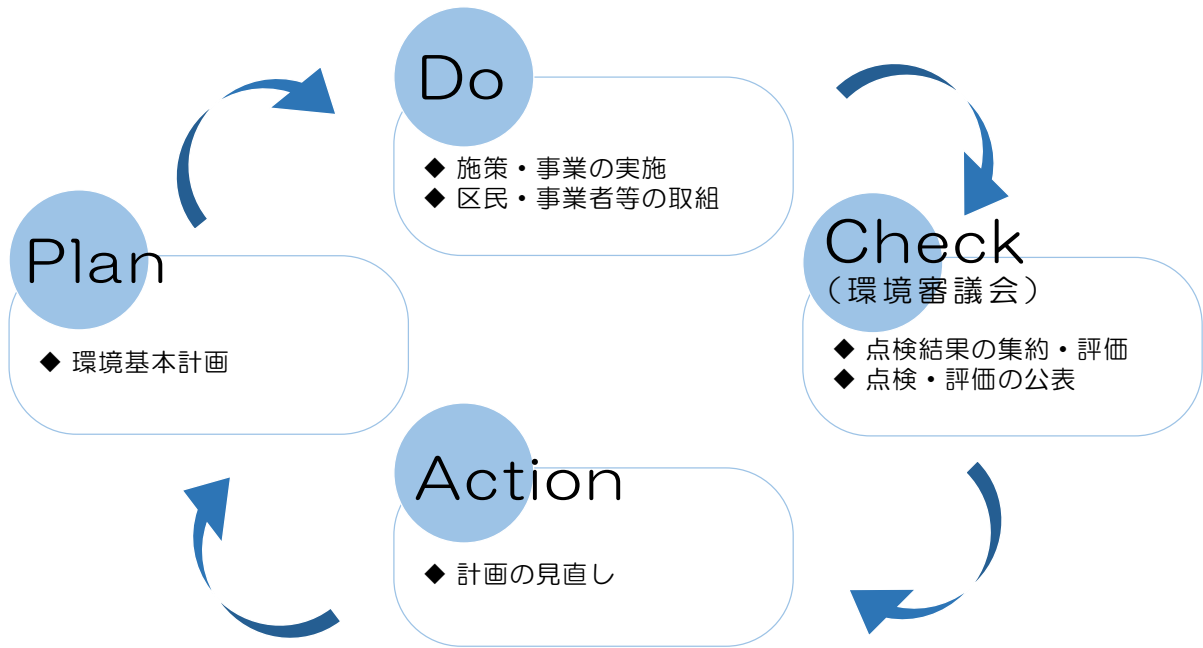 Plan
◆ 環境基本計画
Do
◆ 施策・事業の実施
◆ 区民・事業者等の取組
Check
（環境審議会）
◆ 点検結果の集約・評価
◆ 点検・評価の公表
Action
◆ 計画の見直し